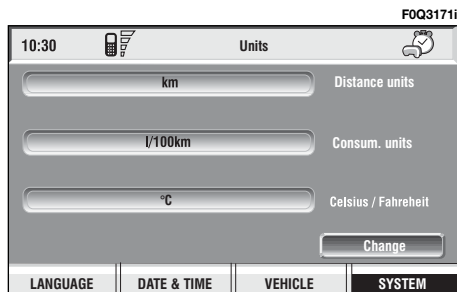 F0Q3171i
10:30 Units
km Distance units
l/100km Consum. units
°C Celsius / Fahreheit
Change
LANGUAGE DATE & TIME VEHICLE SYSTEM